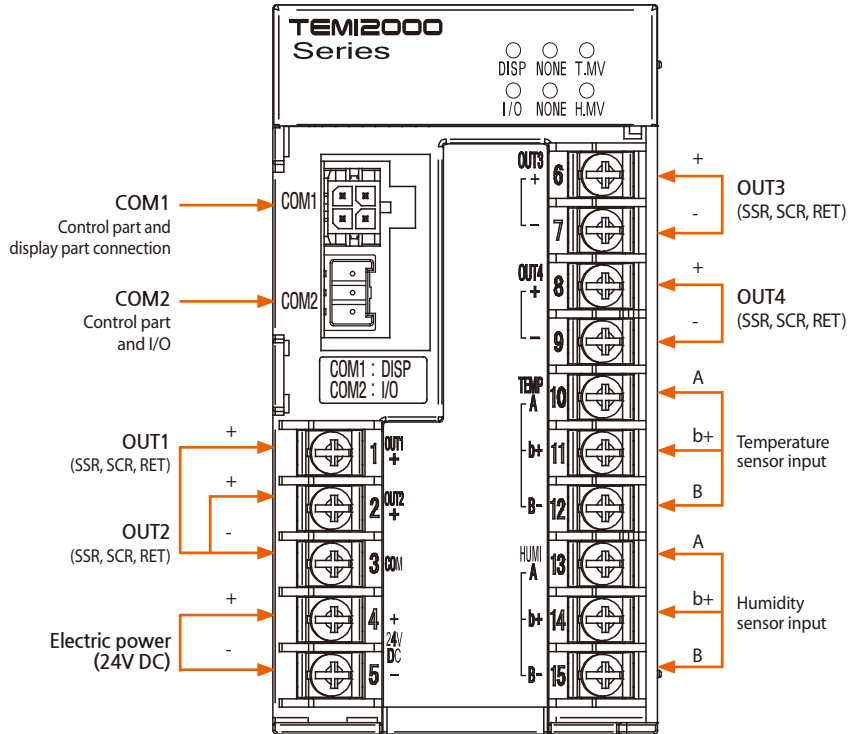 TEMI2000
Series
DISP NONE T.MV
I/O NONE H.MV
COM1
Control part and
display part connection
COM2
Control part
and I/O
COM1
COM2
COM1 : DISP
COM2 : I/O
OUT1
(SSR, SCR, RET)
+
OUT2
(SSR, SCR, RET)
+
-
Electric power
(24V DC)
+
-
1 OUT1
+
2 OUT2
+
3 COM
4 +
24V
DC
5 −
OUT3 6
+
− 7
OUT4 8
+
− 9
TEMP 10
A
b+ 11
B- 12
HUMI 13
A
b+ 14
B- 15
+
-
OUT3
(SSR, SCR, RET)
+
-
OUT4
(SSR, SCR, RET)
A
b+
B
Temperature
sensor input
A
b+
B
Humidity
sensor input